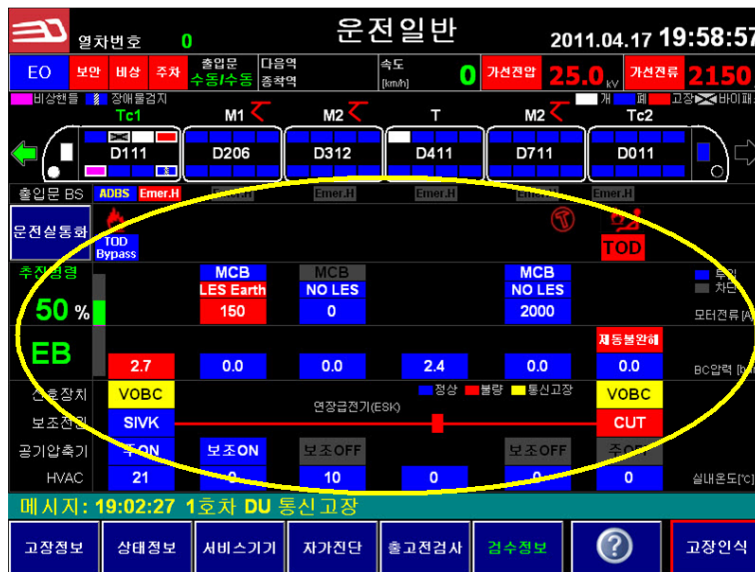 운전일반
열차번호 0
2011.04.17 19:58:57
EO 보안 비상 주차 출입문 수동/수동 다음역 종착역 속도 [km/h] 0 가선전압 25.0 kV 가선전류 2150
비상핸들 장애물검지 개 폐 고장 바이패
Tc1 M1 M2 T M2 Tc2
D111 D206 D312 D411 D711 D011
출입문 BS ADBS Emer.H Emer.H Emer.H Emer.H Emer.H Emer.H
운전실통화 TOD Bypass TOD
추진명령 MCB MCB MCB 투입
LES Earth NO LES NO LES 차단
50 % 150 0 2000 모터전류 [A]
EB 제동불완해
2.7 0.0 0.0 2.4 0.0 0.0 BC압력
신호장치 VOBC 정상 불량 통신고장 VOBC
보조전원 SIVK 연장급전기(ESK) CUT
공기압축기 주ON 보조ON 보조OFF 보조OFF
HVAC 21 0 10 0 0 0 실내온도[°c]
메시지: 19:02:27 1호차 DU 통신고장
고장정보 상태정보 서비스기기 자가진단 출고전검사 검수정보 ? 고장인식